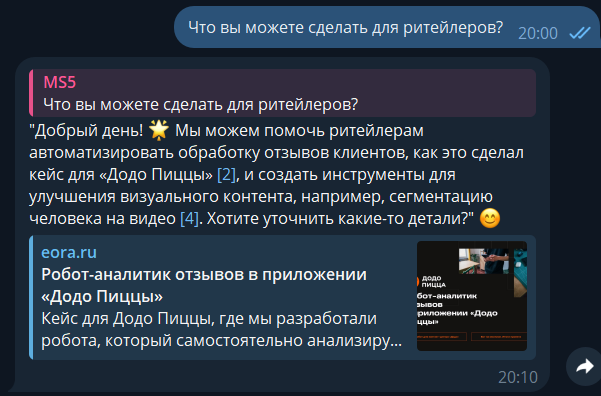 Что вы можете сделать для ритейлеров?
20:00
MS5
Что вы можете сделать для ритейлеров?
"Добрый день! 🌟 Мы можем помочь ритейлерам
автоматизировать обработку отзывов клиентов, как это сделал
кейс для «Додо Пиццы» [2], и создать инструменты для
улучшения визуального контента, например, сегментацию
человека на видео [4]. Хотите уточнить какие-то детали?" 😊
eora.ru
Робот-аналитик отзывов в приложении
«Додо Пиццы»
Кейс для Додо Пиццы, где мы разработали
робота, который самостоятельно анализиру...
ДОДО
ПИЦЦА
бот-аналитик
зывов
приложении «Додо
ццы»
20:10